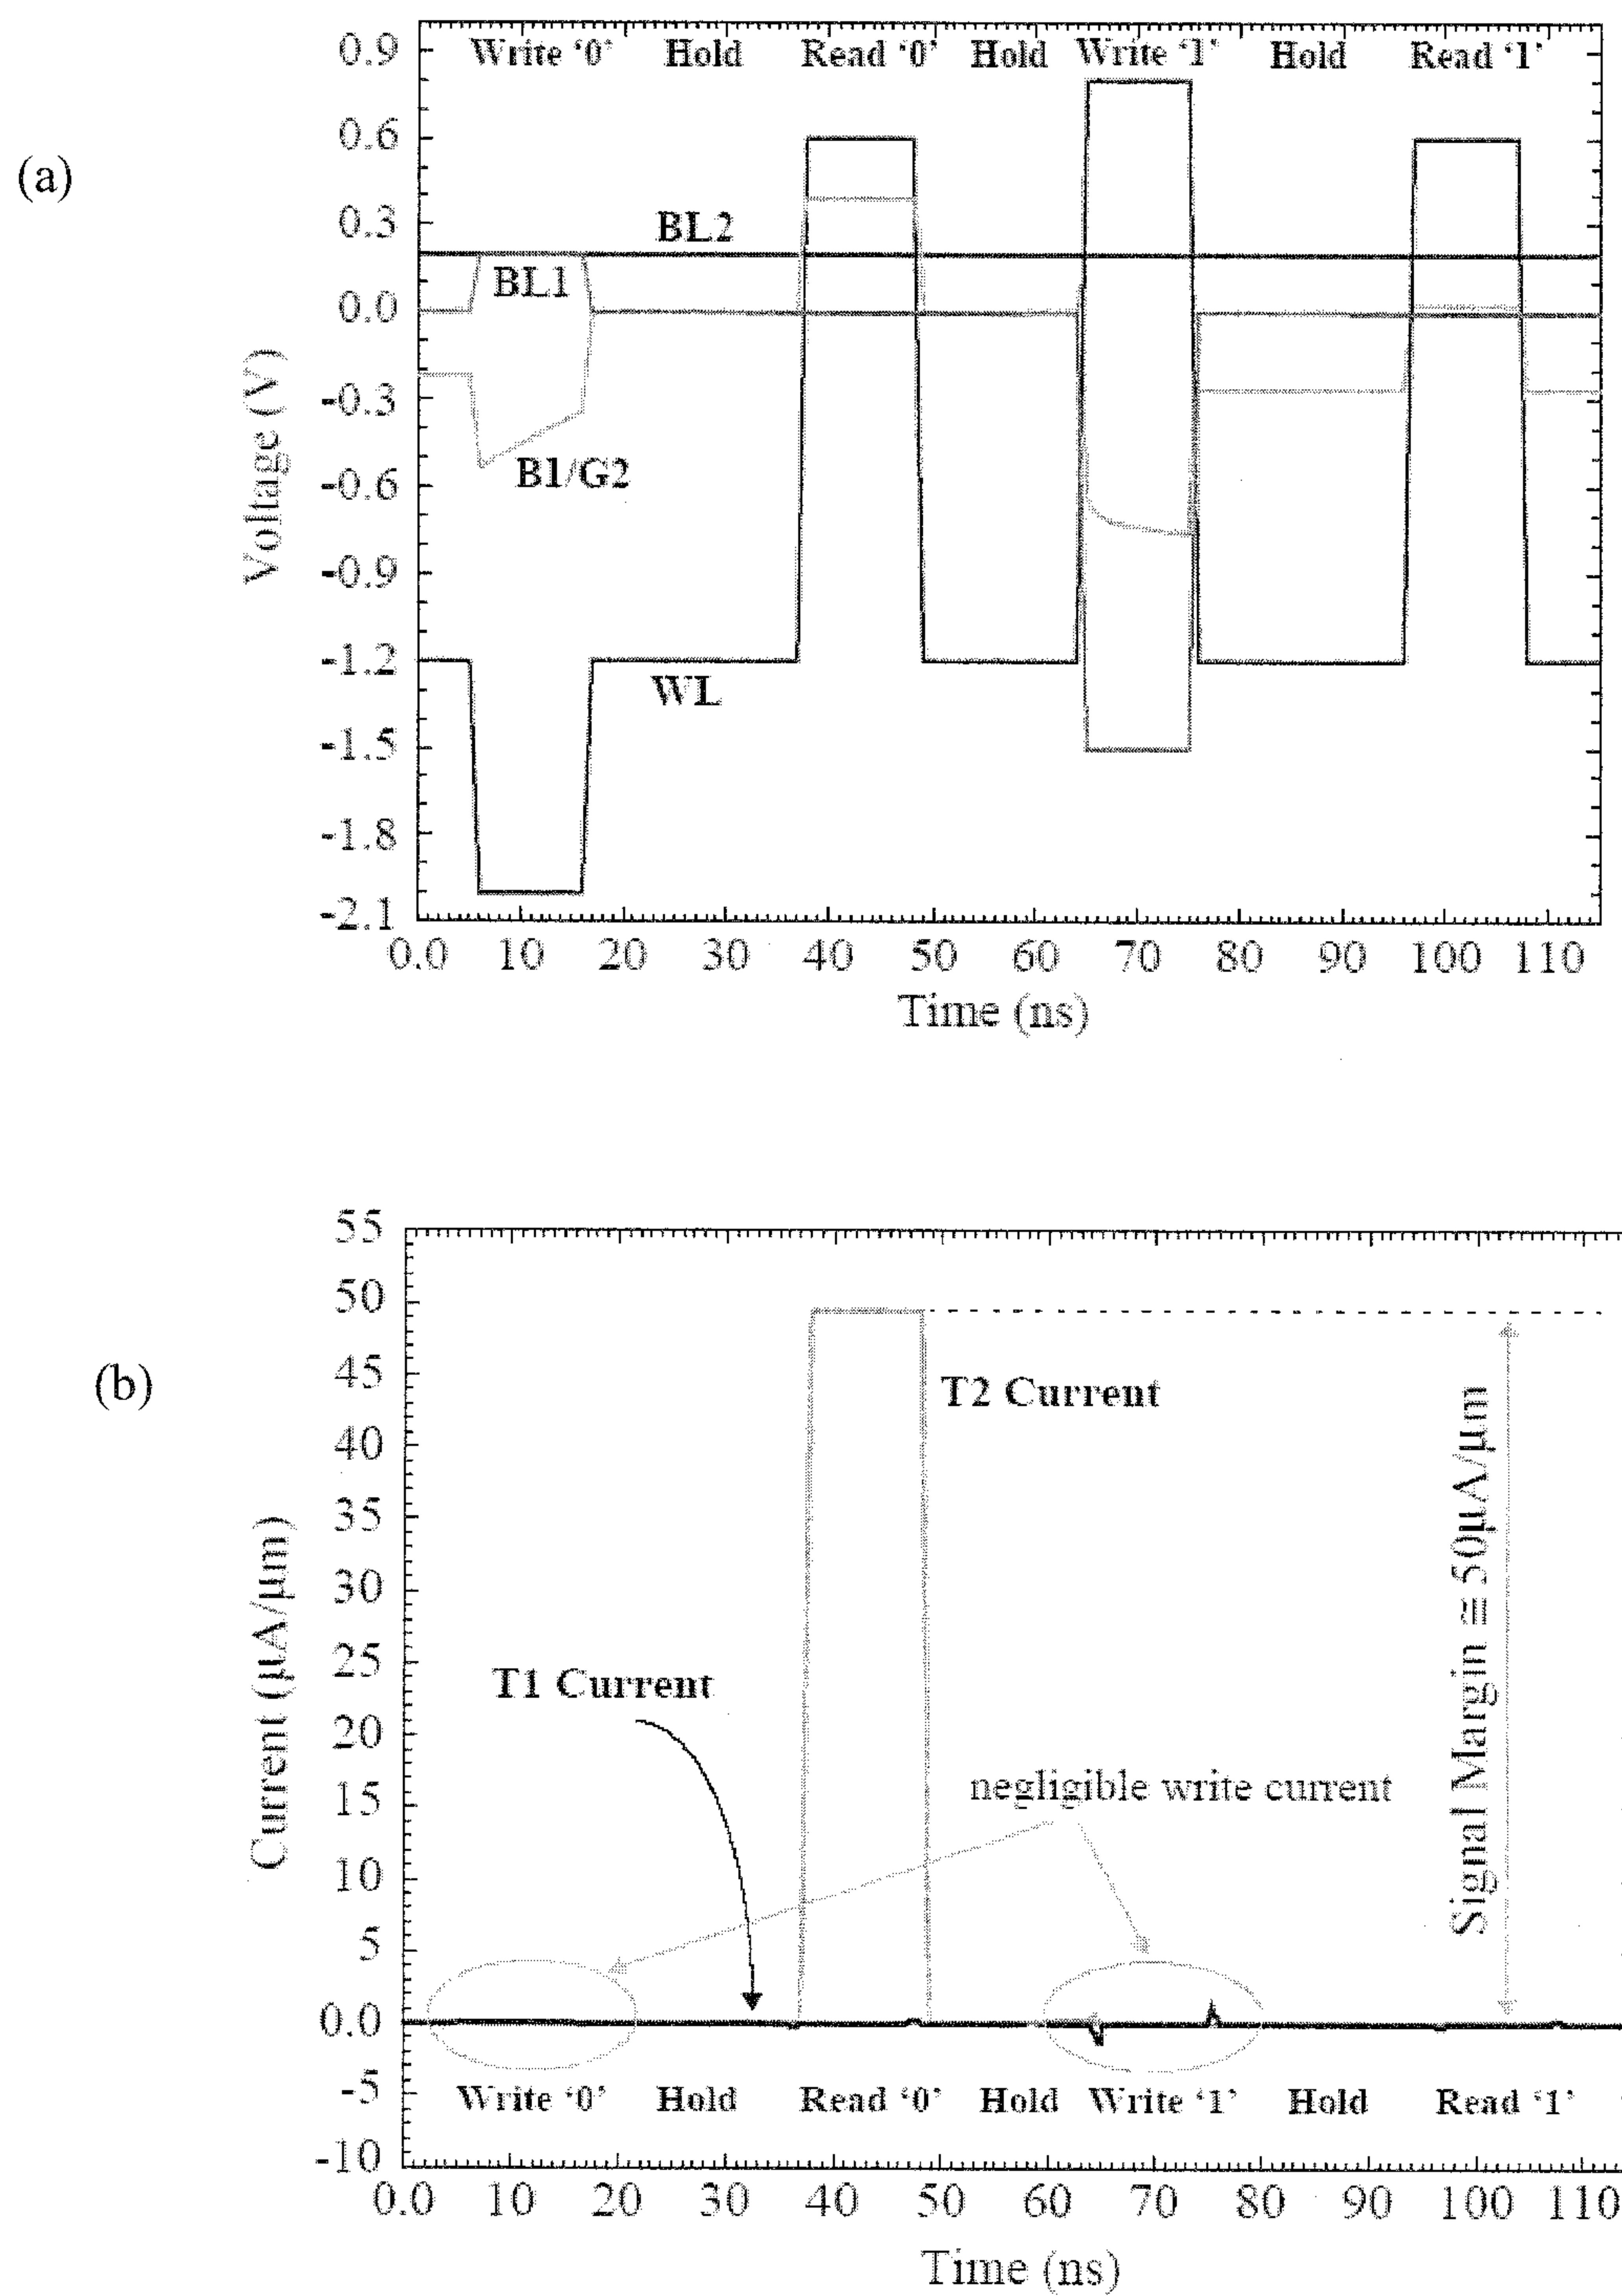 (a)
Write ‘0’ Hold Read ‘0’ Hold Write ‘1’ Hold Read ‘1’
0.9
0.6
0.3
0.0
-0.3
-0.6
-0.9
-1.2
-1.5
-1.8
-2.1
Voltage (V)
BL2
BL1
B1/G2
WL
0.0 10 20 30 40 50 60 70 80 90 100 110
Time (ns)
(b)
55
50
45
40
35
30
25
20
15
10
5
0.0
-5
-10
Current (μA/μm)
T2 Current
T1 Current
negligible write current
Signal Margin ≅ 50μA/μm
Write ‘0’ Hold Read ‘0’ Hold Write ‘1’ Hold Read ‘1’
0.0 10 20 30 40 50 60 70 80 90 100 110
Time (ns)